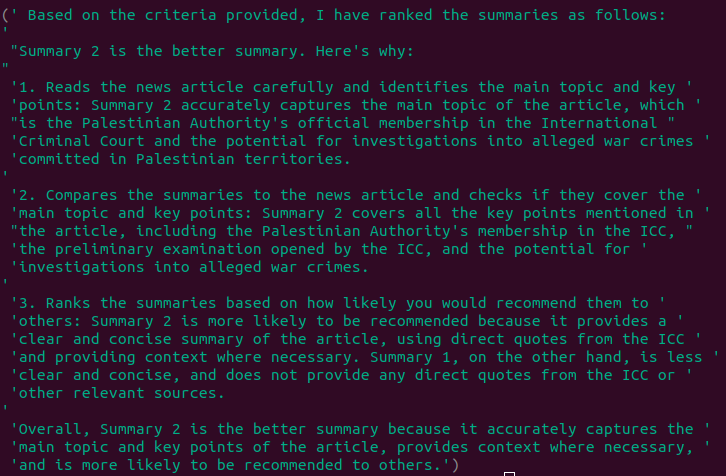 (' Based on the criteria provided, I have ranked the summaries as follows:
'
"Summary 2 is the better summary. Here's why:
"
'1. Reads the news article carefully and identifies the main topic and key '
'points: Summary 2 accurately captures the main topic of the article, which '
"is the Palestinian Authority's official membership in the International "
'Criminal Court and the potential for investigations into alleged war crimes '
'committed in Palestinian territories.
'
'2. Compares the summaries to the news article and checks if they cover the '
'main topic and key points: Summary 2 covers all the key points mentioned in '
"the article, including the Palestinian Authority's membership in the ICC, "
'the preliminary examination opened by the ICC, and the potential for '
'investigations into alleged war crimes.
'
'3. Ranks the summaries based on how likely you would recommend them to '
'others: Summary 2 is more likely to be recommended because it provides a '
'clear and concise summary of the article, using direct quotes from the ICC '
'and providing context where necessary. Summary 1, on the other hand, is less '
'clear and concise, and does not provide any direct quotes from the ICC or '
'other relevant sources.
'
'Overall, Summary 2 is the better summary because it accurately captures the '
'main topic and key points of the article, provides context where necessary, '
'and is more likely to be recommended to others.')